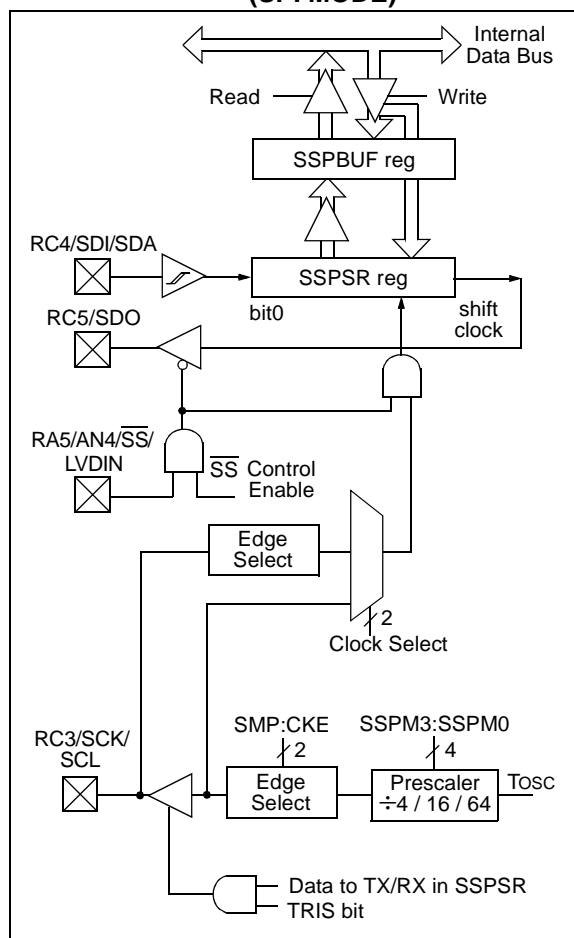 Internal
Data Bus
Read
Write
SSPBUF reg
RC4/SDI/SDA
SSPSR reg
bit0
shift
clock
RC5/SDO
RA5/AN4/SS/
LVDIN
SS Control
Enable
Edge
Select
2
Clock Select
RC3/SCK/
SCL
SMP:CKE
2
Edge
Select
SSPM3:SSPM0
4
Prescaler
÷4 / 16 / 64
TOSC
Data to TX/RX in SSPSR
TRIS bit